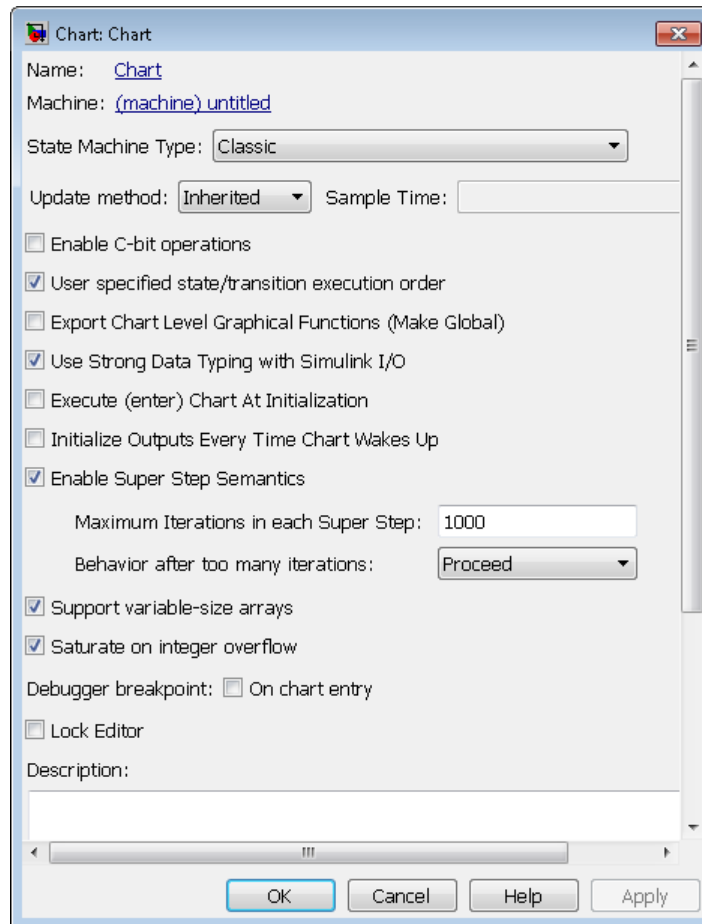 Chart: Chart
Name: Chart
Machine: (machine) untitled
State Machine Type: Classic
Update method: Inherited Sample Time:
Enable C-bit operations
User specified state/transition execution order
Export Chart Level Graphical Functions (Make Global)
Use Strong Data Typing with Simulink I/O
Execute (enter) Chart At Initialization
Initialize Outputs Every Time Chart Wakes Up
Enable Super Step Semantics
Maximum Iterations in each Super Step: 1000
Behavior after too many iterations: Proceed
Support variable-size arrays
Saturate on integer overflow
Debugger breakpoint: On chart entry
Lock Editor
Description:
OK Cancel Help Apply